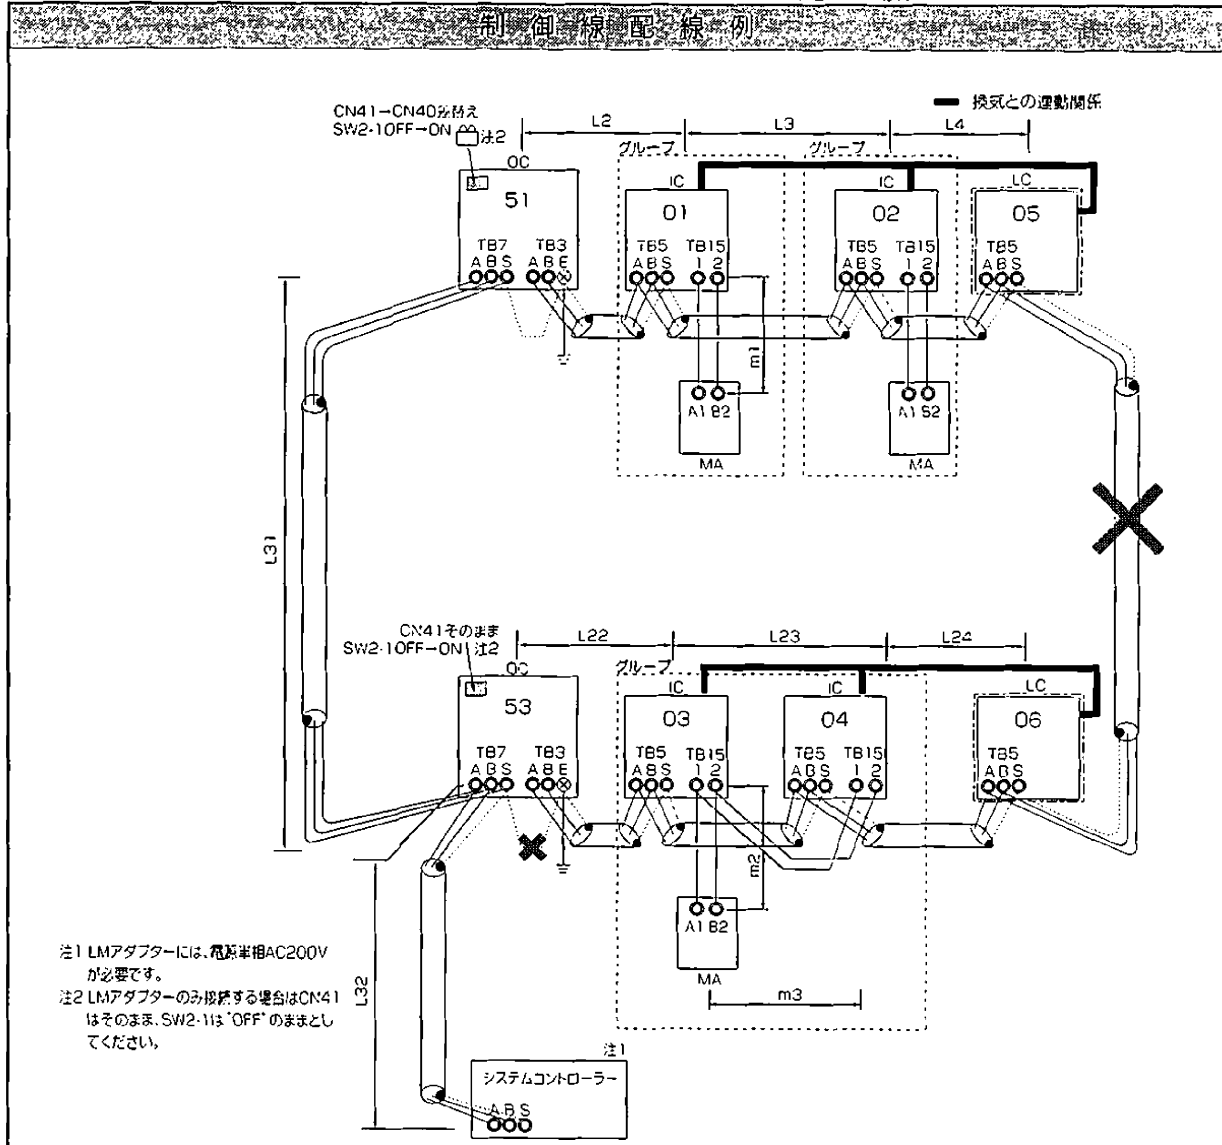 制御線配線例
換気との連動関係
CN41→CN40差替え
SW2-1OFF→ON 注2
L2
L3
L4
グループ
グループ
OC
IC
IC
LC
51
01
02
05
TB7
TB3
TB5
TB15
TB5
TB15
TB5
A B S
A B E
A B S
1 2
A B S
1 2
A B S
m1
A1 B2
A1 B2
MA
MA
L31
CN41そのまま
SW2-1OFF→ON 注2
L22
L23
L24
グループ
OC
IC
IC
LC
53
03
04
06
TB7
TB3
TB5
TB15
TB5
TB15
TB5
A B S
A B E
A B S
1 2
A B S
1 2
A B S
m2
A1 B2
MA
m3
L32
注1 LMアダプターには、電源単相AC200V
が必要です。
注2 LMアダプターのみ接続する場合はCN41
はそのまま、SW2-1は"OFF"のままとし
てください。
注1
システムコントローラー
A B S